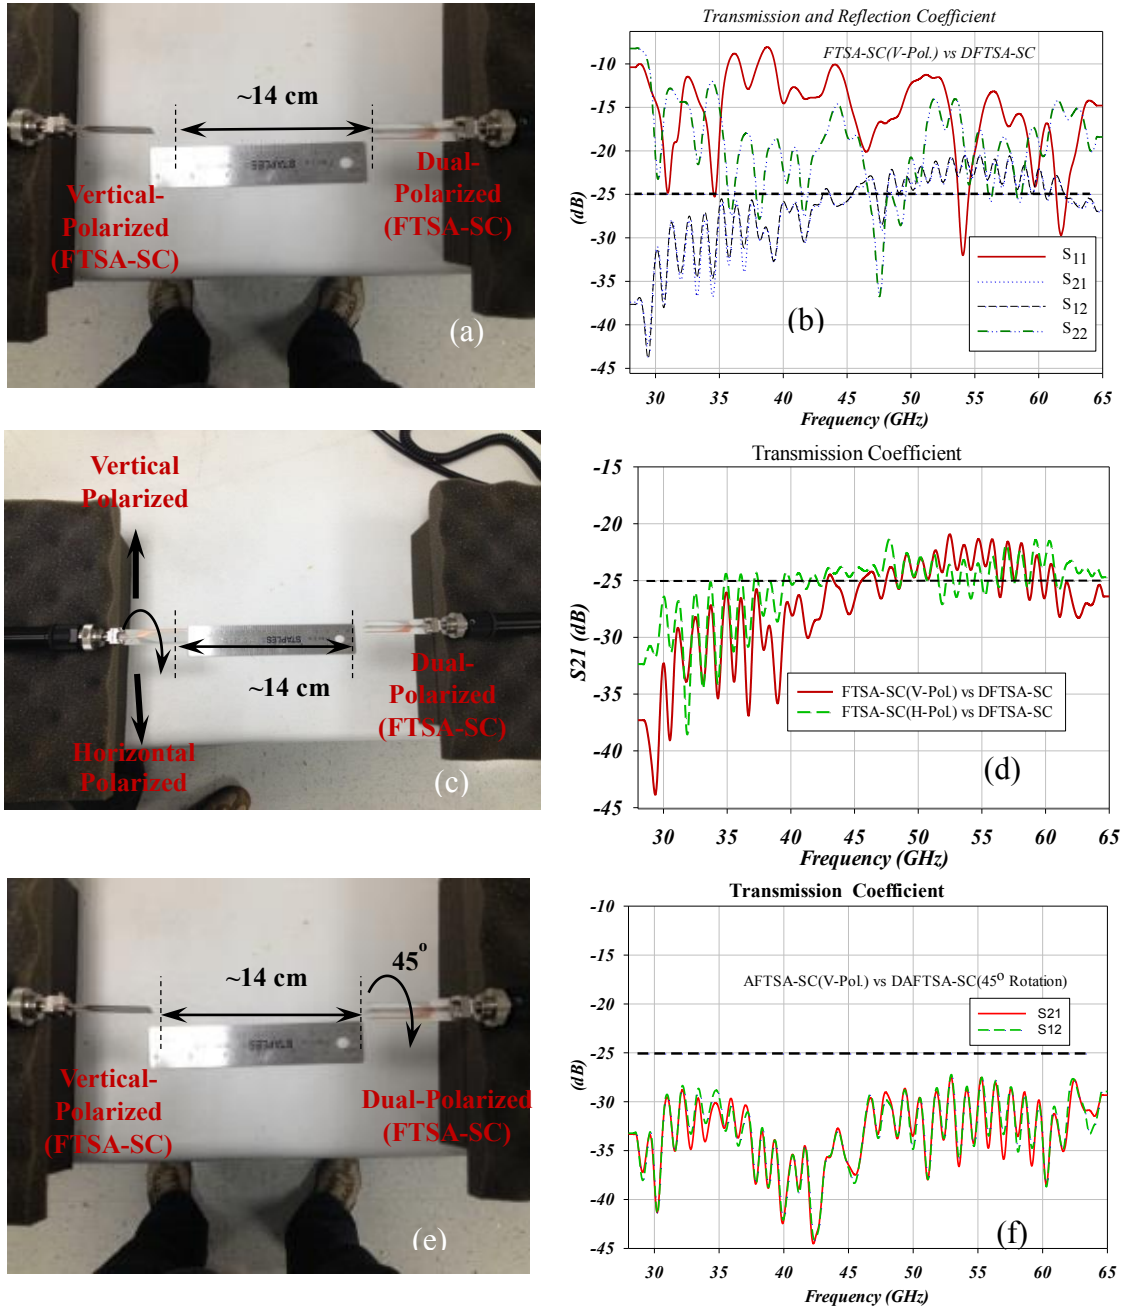 ~14 cm
STAPLES
Vertical-
Polarized
(FTSA-SC)
Dual-
Polarized
(FTSA-SC)
(a)
Transmission and Reflection Coefficient
FTSA-SC(V-Pol.) vs DFTSA-SC
-10
-15
-20
-25
-30
-35
-40
-45
(dB)
S11
S21
S12
S22
(b)
30 35 40 45 50 55 60 65
Frequency (GHz)
Vertical
Polarized
STAPLES
~14 cm
Dual-
Polarized
(FTSA-SC)
Horizontal
Polarized
(c)
Transmission Coefficient
-15
-20
-25
-30
-35
-40
-45
S21 (dB)
FTSA-SC(V-Pol.) vs DFTSA-SC
FTSA-SC(H-Pol.) vs DFTSA-SC
(d)
30 35 40 45 50 55 60 65
Frequency (GHz)
45o
~14 cm
STAPLES
Vertical-
Polarized
(FTSA-SC)
Dual-Polarized
(FTSA-SC)
(e)
Transmission Coefficient
AFTSA-SC(V-Pol.) vs DAFTSA-SC(45o Rotation)
-10
-15
-20
-25
-30
-35
-40
-45
(dB)
S21
S12
(f)
30 35 40 45 50 55 60 65
Frequency (GHz)